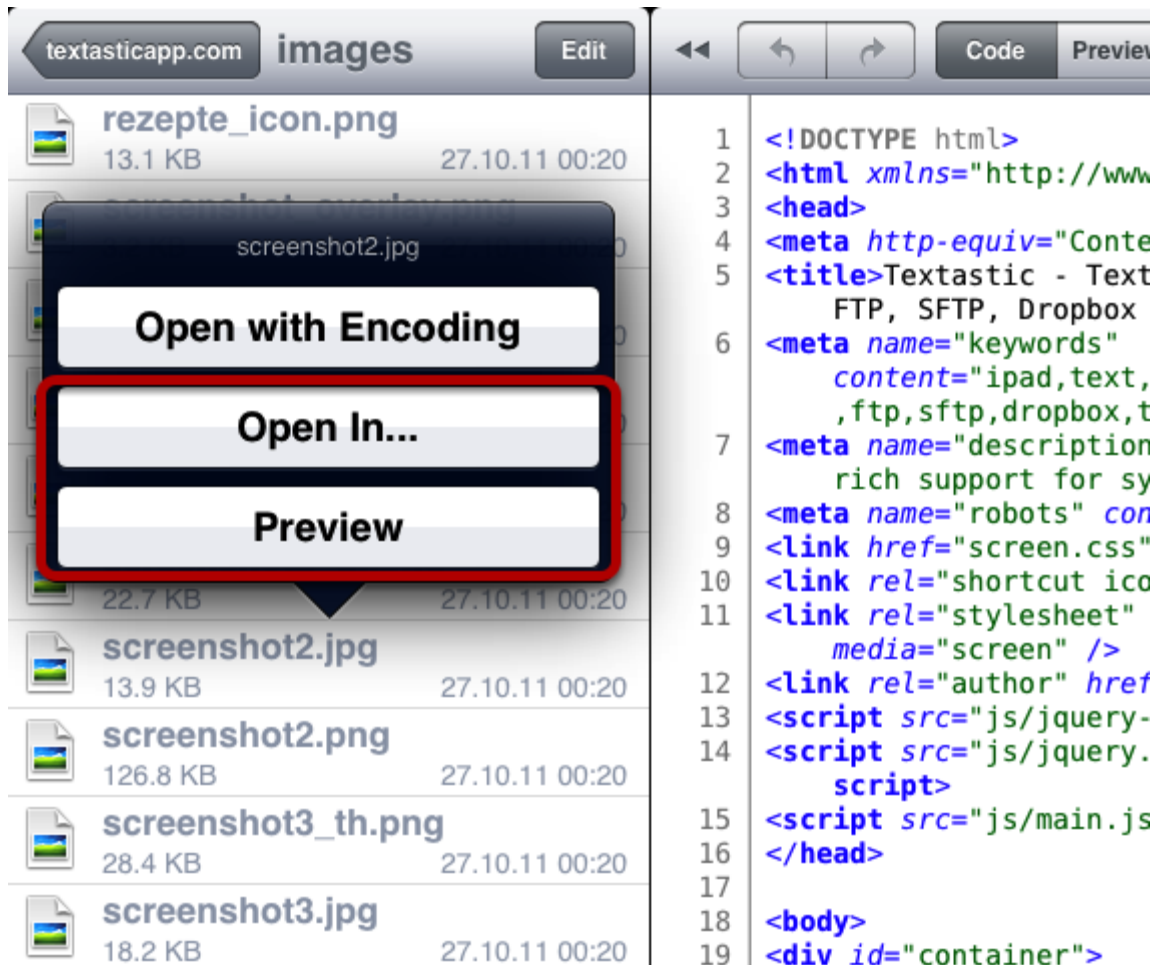 textasticapp.com
images
Edit
rezepte_icon.png
13.1 KB 27.10.11 00:20
screenshot_overlay.png
screenshot2.jpg
Open with Encoding
Open In...
Preview
22.7 KB 27.10.11 00:20
screenshot2.jpg
13.9 KB 27.10.11 00:20
screenshot2.png
126.8 KB 27.10.11 00:20
screenshot3_th.png
28.4 KB 27.10.11 00:20
screenshot3.jpg
18.2 KB 27.10.11 00:20
Code
Preview
1 <!DOCTYPE html>
2 <html xmlns="http://www
3 <head>
4 <meta http-equiv="Conte
5 <title>Textastic - Text
FTP, SFTP, Dropbox
6 <meta name="keywords"
content="ipad,text,
,ftp,sftp,dropbox,t
7 <meta name="description
rich support for sy
8 <meta name="robots" con
9 <link href="screen.css"
10 <link rel="shortcut ico
11 <link rel="stylesheet"
media="screen" />
12 <link rel="author" href
13 <script src="js/jquery-
14 <script src="js/jquery.
script>
15 <script src="js/main.js
16 </head>
17
18 <body>
19 <div id="container">